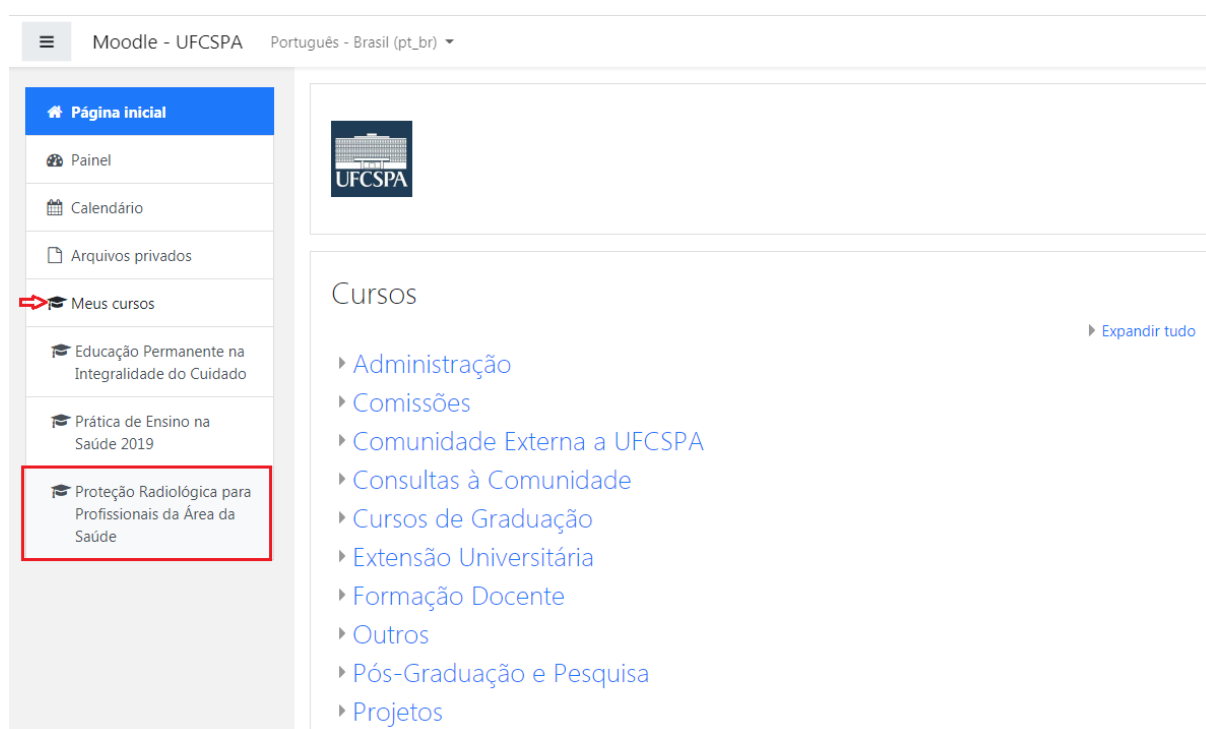 Moodle - UFCSPA
Português - Brasil (pt_br)
Página inicial
Painel
Calendário
Arquivos privados
Meus cursos
Educação Permanente na
Integralidade do Cuidado
Prática de Ensino na
Saúde 2019
Proteção Radiológica para
Profissionais da Área da
Saúde
UFCSPA
Cursos
Expandir tudo
Administração
Comissões
Comunidade Externa a UFCSPA
Consultas à Comunidade
Cursos de Graduação
Extensão Universitária
Formação Docente
Outros
Pós-Graduação e Pesquisa
Projetos